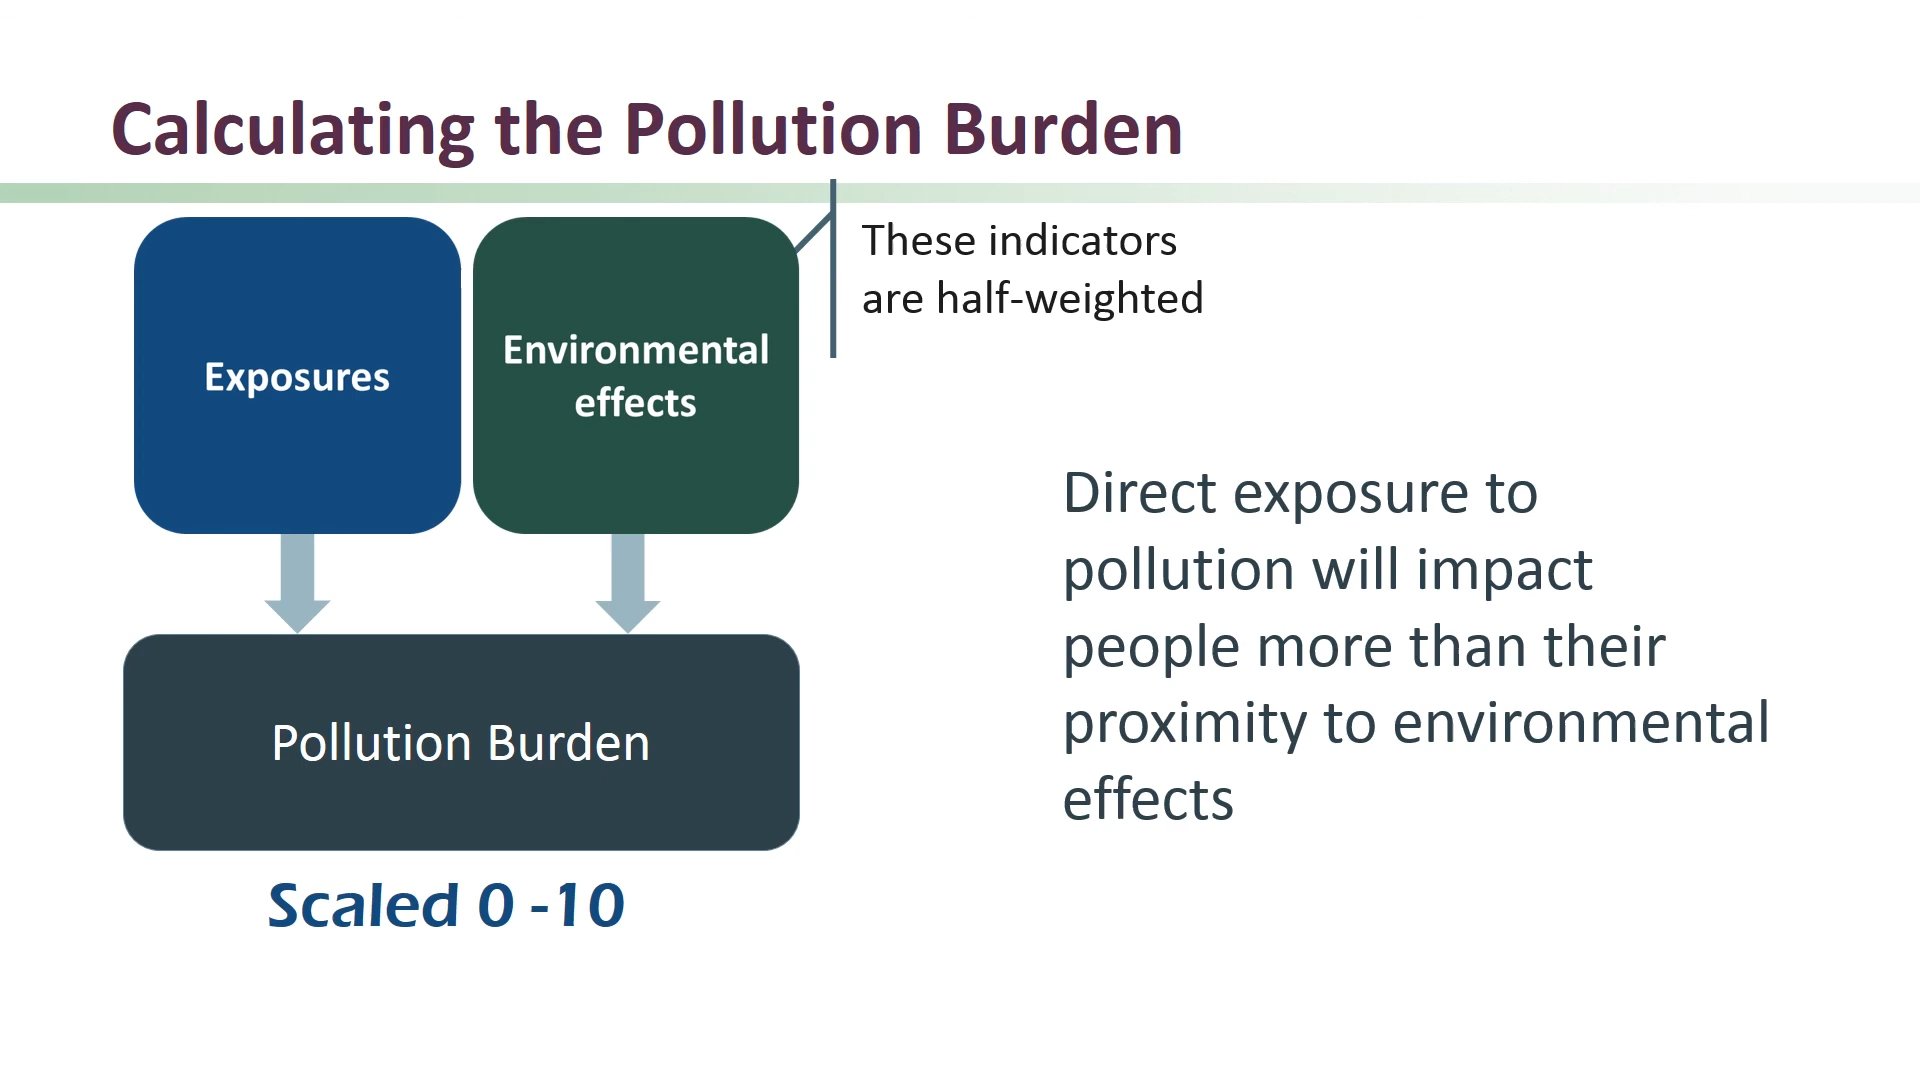 Calculating the Pollution Burden
These indicators
are half-weighted
Exposures
Environmental
effects
Direct exposure to
pollution will impact
people more than their
proximity to environmental
effects
Pollution Burden
Scaled 0 -10